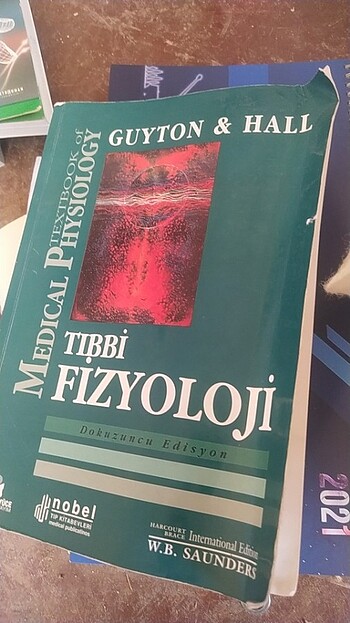 GUYTON & HALL
TEXTBOOK of
MEDICAL PHYSIOLOGY
TIBBİ
FİZYOLOJİ
Dokuzuncu Edisyon
nobel
TIP KİTABEVLERİ
medical publications
HARCOURT
BRACE International Edition
W.B. SAUNDERS
2021